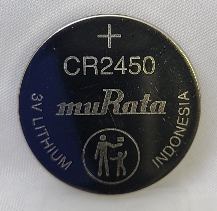 +
CR2450
muRata
3V LITHIUM
INDONESIA